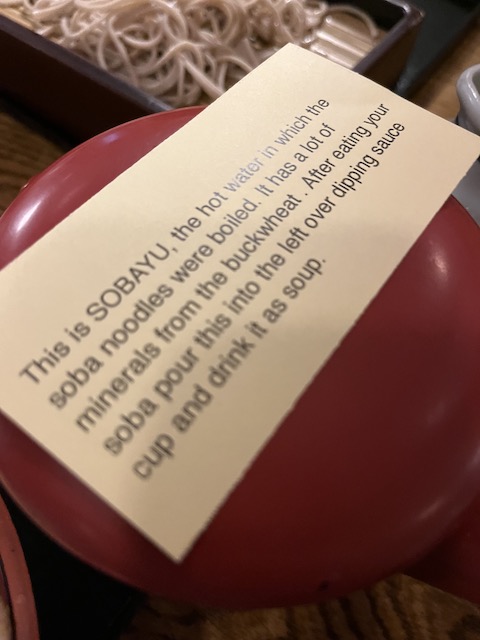 This is SOBAYU, the hot water in which the
soba noodles were boiled. It has a lot of
minerals from the buckwheat . After eating your
soba pour this into the left over dipping sauce
cup and drink it as soup.